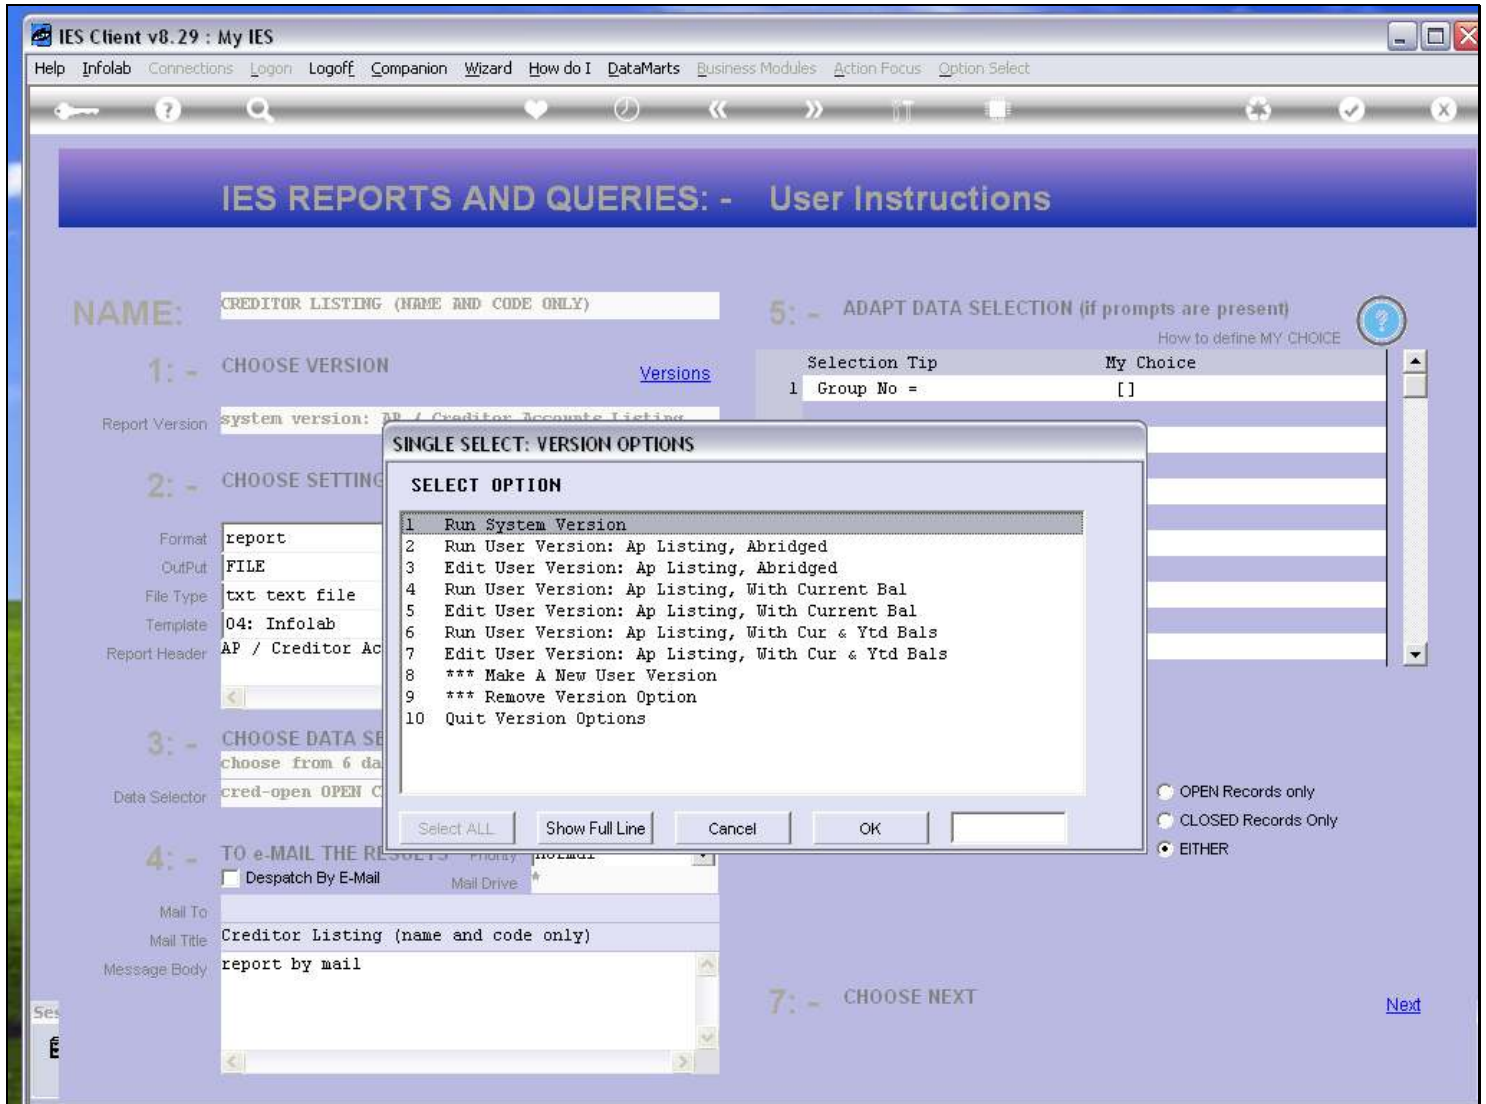 IES Client v8.29 : My IES
Help Infolab Connections Logon Logoff Companion Wizard How do I DataMarts Business Modules Action Focus Option Select
IES REPORTS AND QUERIES: - User Instructions
NAME: CREDITOR LISTING (NAME AND CODE ONLY)
5: - ADAPT DATA SELECTION (if prompts are present)
How to define MY CHOICE
1: - CHOOSE VERSION
Versions
Selection Tip My Choice
1 Group No = []
Report Version system version: AP / Creditor Accounts Listing
SINGLE SELECT: VERSION OPTIONS
2: - CHOOSE SETTING
SELECT OPTION
1 Run System Version
2 Run User Version: Ap Listing, Abridged
3 Edit User Version: Ap Listing, Abridged
4 Run User Version: Ap Listing, With Current Bal
5 Edit User Version: Ap Listing, With Current Bal
6 Run User Version: Ap Listing, With Cur & Ytd Bals
7 Edit User Version: Ap Listing, With Cur & Ytd Bals
8 *** Make A New User Version
9 *** Remove Version Option
10 Quit Version Options
Select ALL Show Full Line Cancel OK
Format report
OutPut FILE
File Type txt text file
Template 04: Infolab
Report Header AP / Creditor Ac
3: - CHOOSE DATA SE
choose from 6 da
Data Selector cred-open OPEN C
OPEN Records only
CLOSED Records Only
EITHER
4: - TO e-MAIL THE RESULTS Priority normal
Despatch By E-Mail Mail Drive *
Mail To
Mail Title Creditor Listing (name and code only)
Message Body report by mail
7: - CHOOSE NEXT
Next
Ses